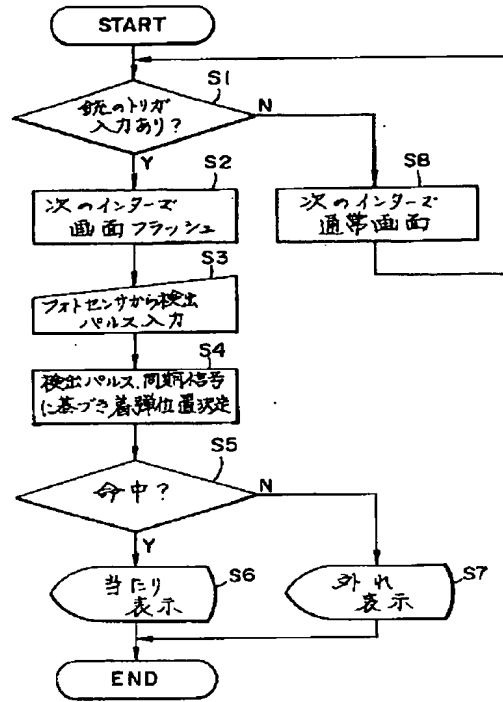 START
S1
銃のトリガ
入力あり?
N
Y
S2
次のインターズ
画面フラッシュ
S8
次のインターズ
通常画面
S3
フォトセンサから検出
パルス入力
S4
検出パルス、同期信号
に基づき着弾位置決定
S5
命中?
N
Y
当たり
表示
S6
外れ
表示
S7
END